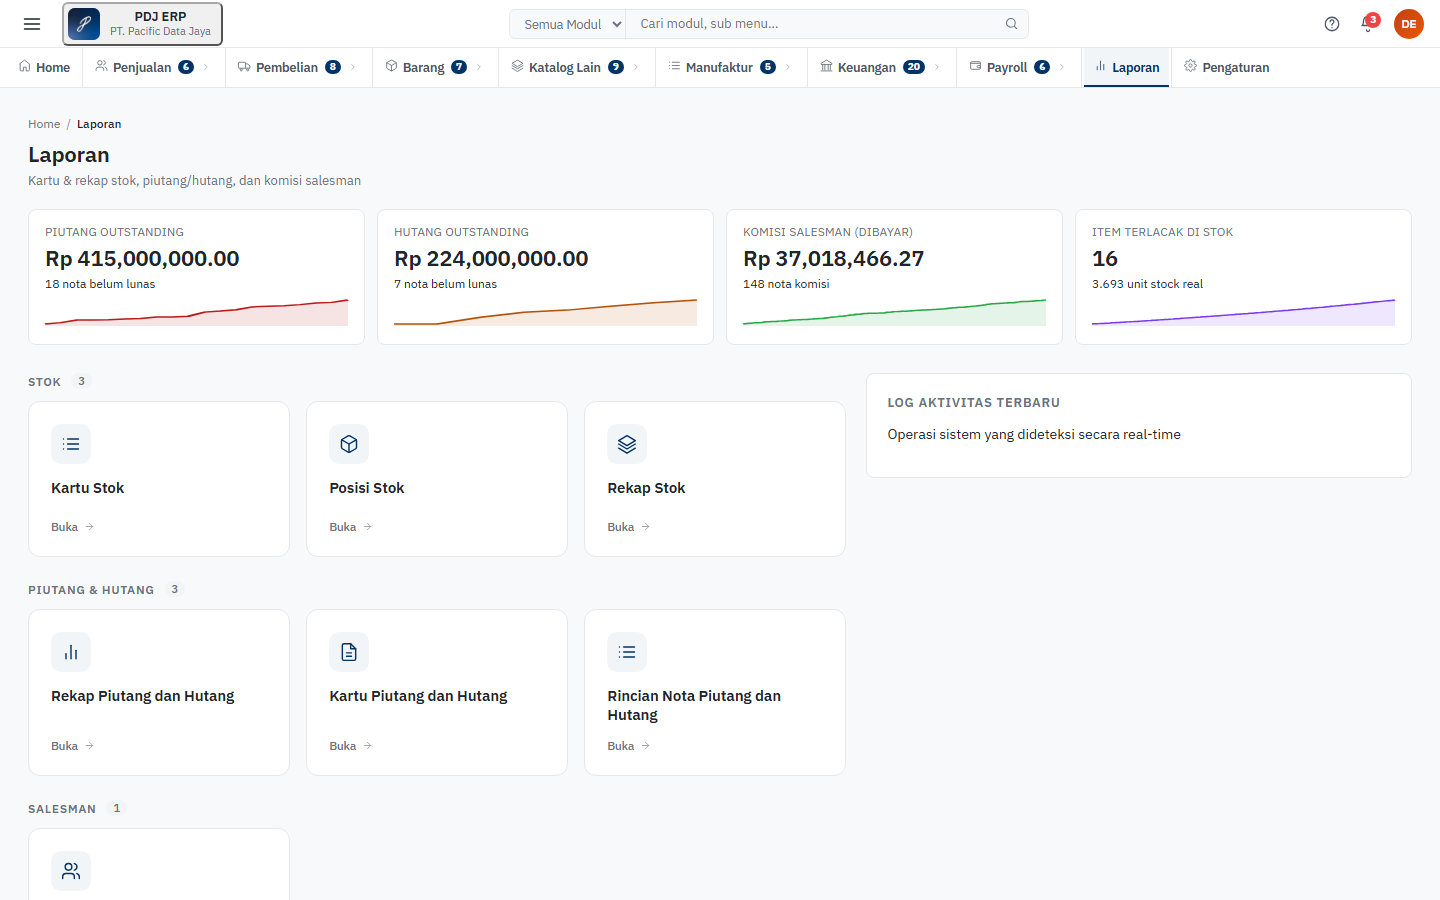 PDJ ERP
PT. Pacific Data Jaya
Semua Modul
Cari modul, sub menu...
3
DE
Home
Penjualan 6
Pembelian 8
Barang 7
Katalog Lain 9
Manufaktur 5
Keuangan 20
Payroll 6
Laporan
Pengaturan
Home / Laporan
Laporan
Kartu & rekap stok, piutang/hutang, dan komisi salesman
PIUTANG OUTSTANDING
Rp 415,000,000.00
18 nota belum lunas
HUTANG OUTSTANDING
Rp 224,000,000.00
7 nota belum lunas
KOMISI SALESMAN (DIBAYAR)
Rp 37,018,466.27
148 nota komisi
ITEM TERLACAK DI STOK
16
3.693 unit stock real
STOK 3
Kartu Stok
Buka
Posisi Stok
Buka
Rekap Stok
Buka
LOG AKTIVITAS TERBARU
Operasi sistem yang dideteksi secara real-time
PIUTANG & HUTANG 3
Rekap Piutang dan Hutang
Buka
Kartu Piutang dan Hutang
Buka
Rincian Nota Piutang dan
Hutang
Buka
SALESMAN 1